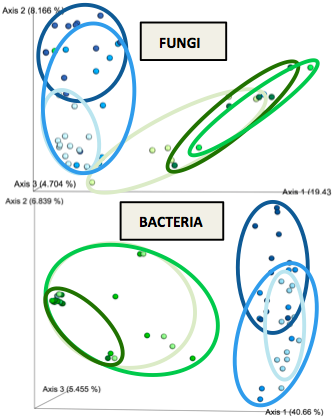 Axis 2 (8.166 %)
FUNGI
Axis 3 (4.704 %)
Axis 1 (19.43
Axis 2 (6.839 %)
BACTERIA
Axis 3 (5.455 %)
Axis 1 (40.66 %)